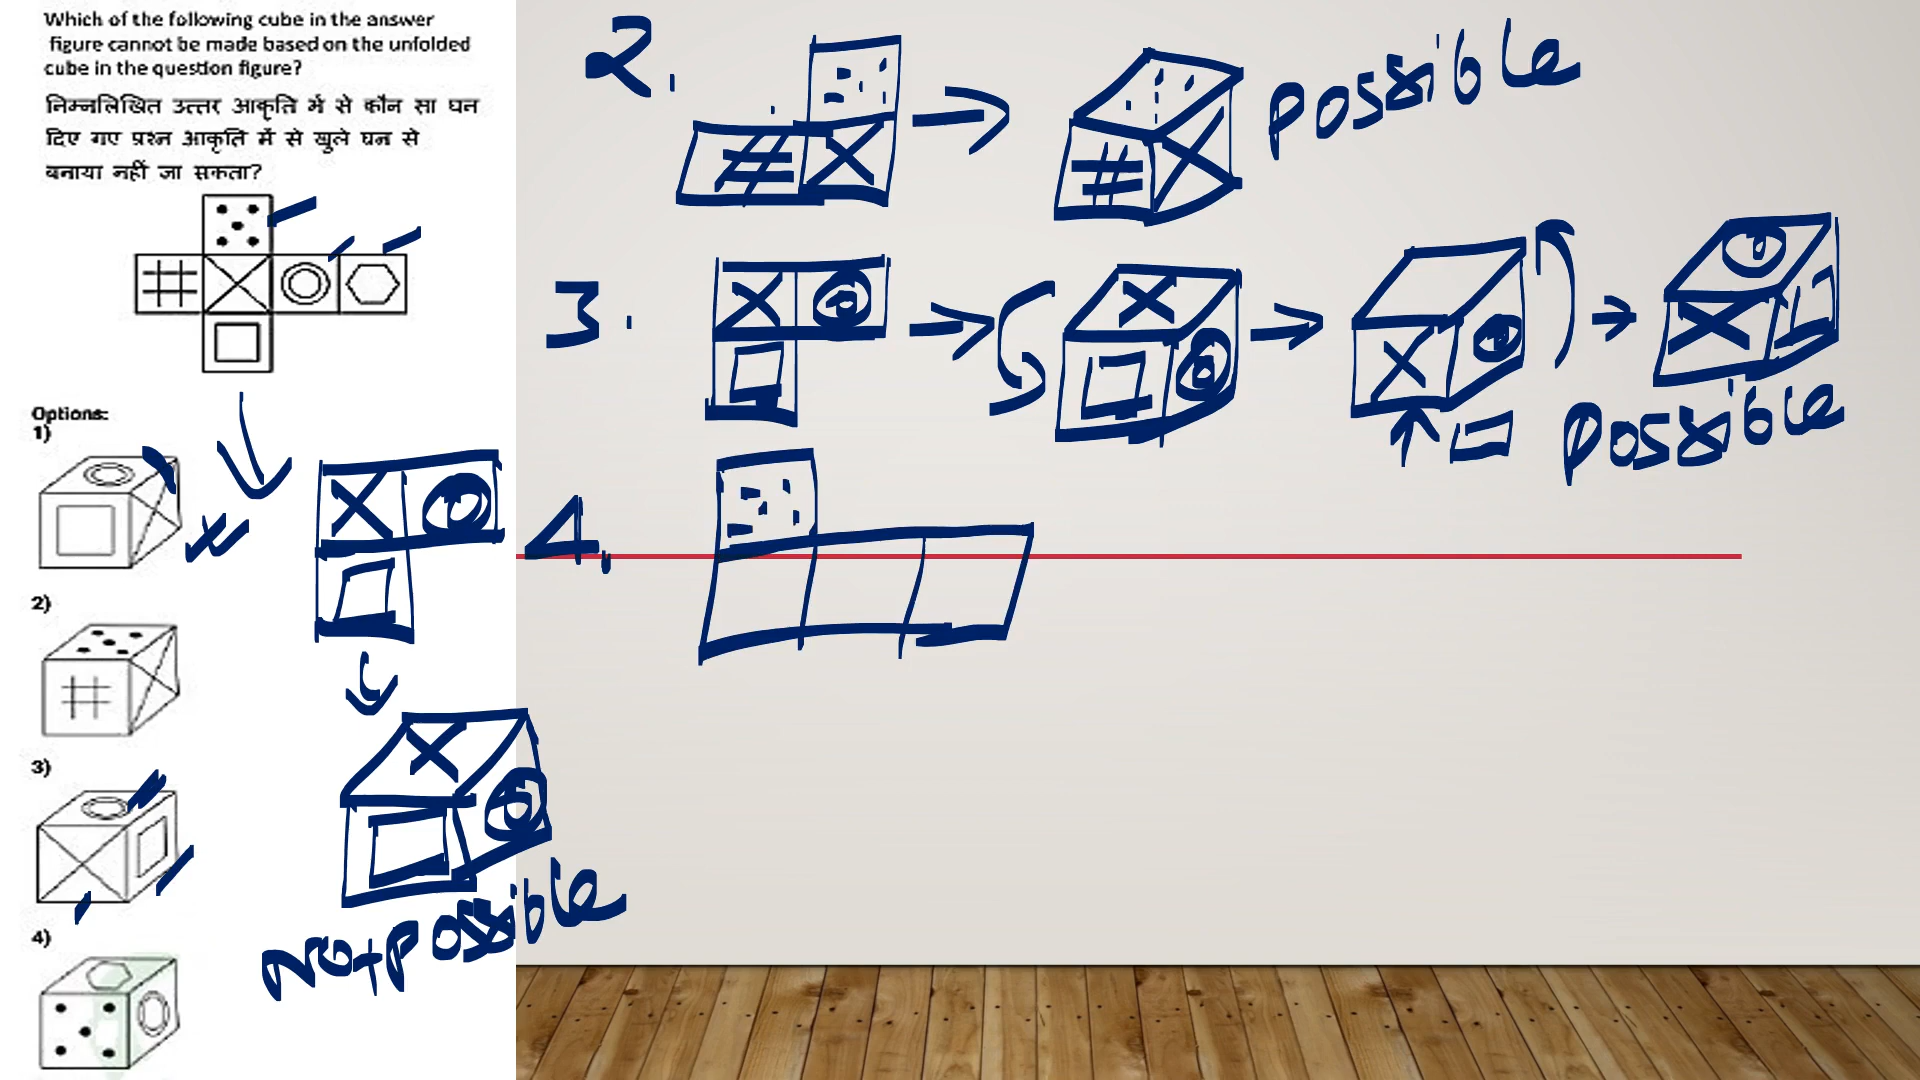 Which of the following cube in the answer
figure cannot be made based on the unfolded
cube in the question figure?
निम्नलिखित उत्तर आकृति में से कौन सा घन
दिए गए प्रश्न आकृति में से खुले घन से
बनाया नहीं जा सकता?
Options:
1)
2)
3)
4)
Not possible
2.
possible
3.
possible
4.